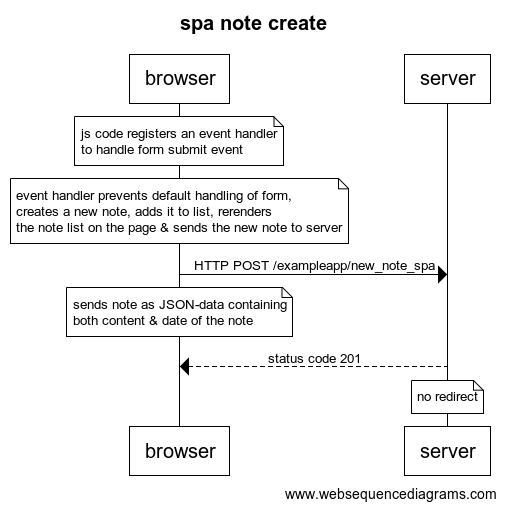 spa note create
browser
server
js code registers an event handler
to handle form submit event
event handler prevents default handling of form,
creates a new note, adds it to list, rerenders
the note list on the page & sends the new note to server
HTTP POST /exampleapp/new_note_spa
sends note as JSON-data containing
both content & date of the note
status code 201
no redirect
browser
server
www.websequencediagrams.com